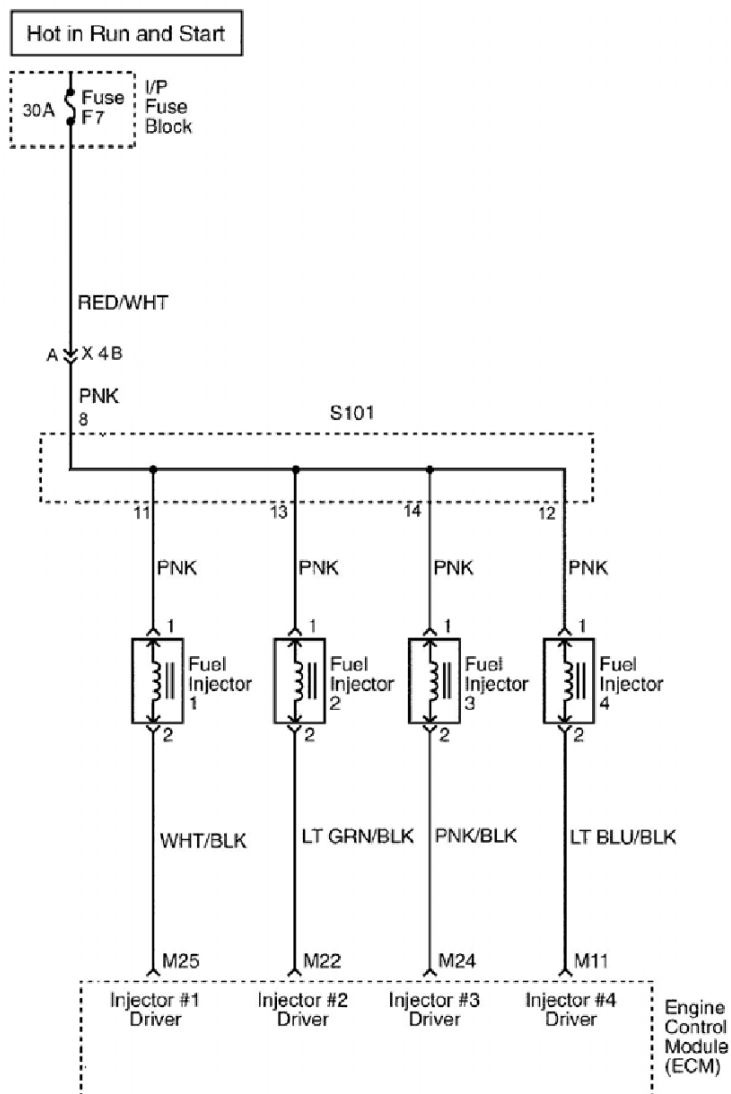 Hot in Run and Start
30A
Fuse
F7
I/P
Fuse
Block
RED/WHT
A
X 4B
PNK
8
S101
11
13
14
12
PNK
PNK
PNK
PNK
1
1
1
1
Fuel
Injector
1
Fuel
Injector
2
Fuel
Injector
3
Fuel
Injector
4
2
2
2
2
WHT/BLK
LT GRN/BLK
PNK/BLK
LT BLU/BLK
M25
M22
M24
M11
Injector #1
Driver
Injector #2
Driver
Injector #3
Driver
Injector #4
Driver
Engine
Control
Module
(ECM)